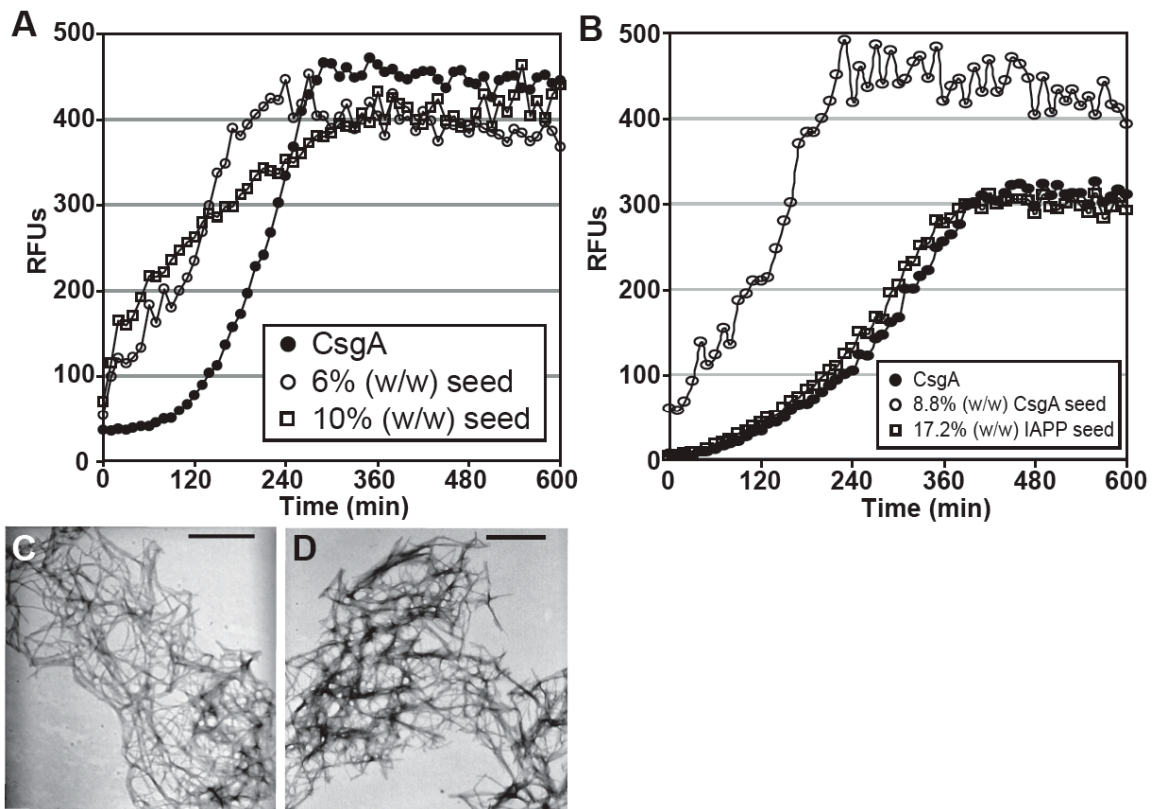 A
500
400
300
200
100
0
RFUs
CsgA
6% (w/w) seed
10% (w/w) seed
0 120 240 360 480 600
Time (min)
B
500
400
300
200
100
0
RFUs
CsgA
8.8% (w/w) CsgA seed
17.2% (w/w) IAPP seed
0 120 240 360 480 600
Time (min)
C
D